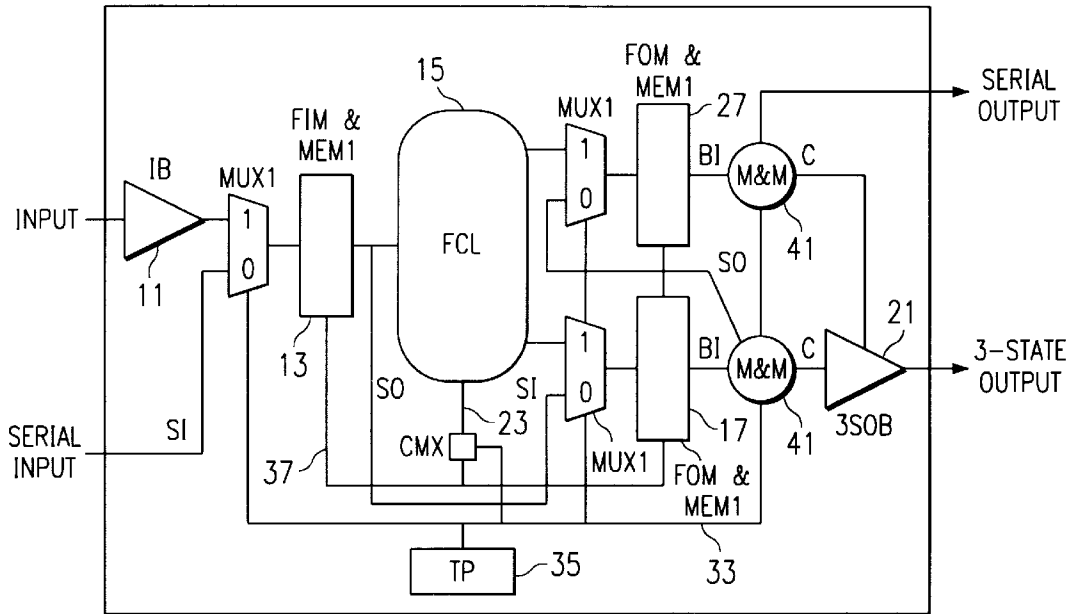 15
FOM &
MEM1
27
SERIAL
OUTPUT
MUX1
FIM &
MEM1
IB
MUX1
1
BI
M&M
C
INPUT
1
0
FCL
0
41
11
SO
21
13
1
BI
M&M
C
3-STATE
OUTPUT
SO
SI
0
23
17
41
3SOB
SERIAL
INPUT
SI
37
CMX
MUX1
FOM &
MEM1
33
TP
35